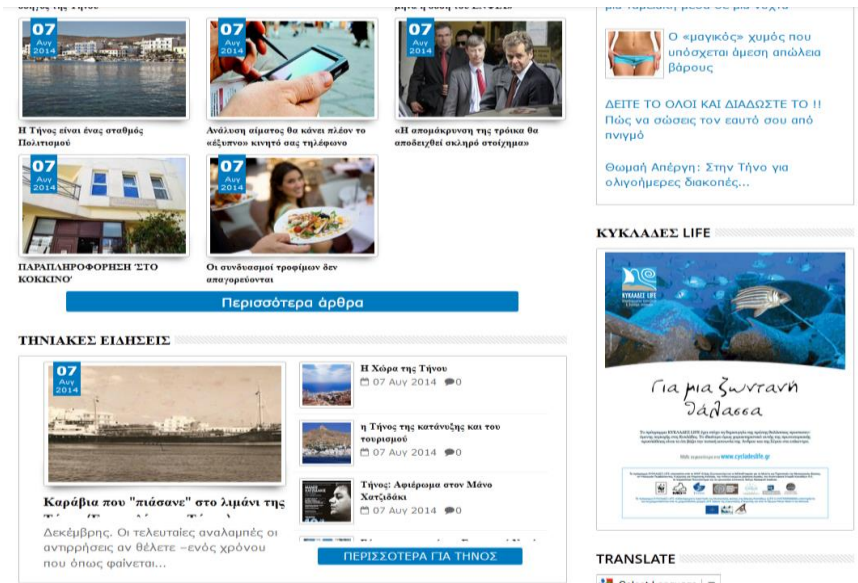 07
Αυγ
2014
Η Τήνος είναι ένας σταθμός
Πολιτισμού
07
Αυγ
2014
Ανάλυση αίματος θα κάνει πλέον το
«έξυπνο» κινητό σας τηλέφωνο
07
Αυγ
2014
«Η απομάκρυνση της τρόικα θα
αποδειχθεί σκληρό στοίχημα»
07
Αυγ
2014
ΠΑΡΑΠΛΗΡΟΦΟΡΗΣΗ 'ΣΤΟ
ΚΟΚΚΙΝΟ'
07
Αυγ
2014
Οι συνδυασμοί τροφίμων δεν
απαγορεύονται
Περισσότερα άρθρα
ΤΗΝΙΑΚΕΣ ΕΙΔΗΣΕΙΣ
07
Αυγ
2014
Καράβια που "πιάσανε" στο λιμάνι της
Δεκέμβρης. Οι τελευταίες αναλαμπές οι
αντιρρήσεις αν θέλετε –ενός χρόνου
που όπως φαίνεται...
Η Χώρα της Τήνου
07 Αυγ 2014 0
η Τήνος της κατάνυξης και του
τουρισμού
07 Αυγ 2014 0
Τήνος: Αφιέρωμα στον Μάνο
Χατζιδάκι
07 Αυγ 2014 0
ΠΕΡΙΣΣΟΤΕΡΑ ΓΙΑ ΤΗΝΟΣ
Ο «μαγικός» χυμός που
υπόσχεται άμεση απώλεια
βάρους
ΔΕΙΤΕ ΤΟ ΟΛΟΙ ΚΑΙ ΔΙΑΔΩΣΤΕ ΤΟ !!
Πώς να σώσεις τον εαυτό σου από
πνιγμό
Θωμαή Απέργη: Στην Τήνο για
ολιγοήμερες διακοπές...
ΚΥΚΛΑΔΕΣ LIFE
ΚΥΚΛΑΔΕΣ LIFE
Για μια ζωντανή
θάλασσα
www.cycladeslife.gr
TRANSLATE